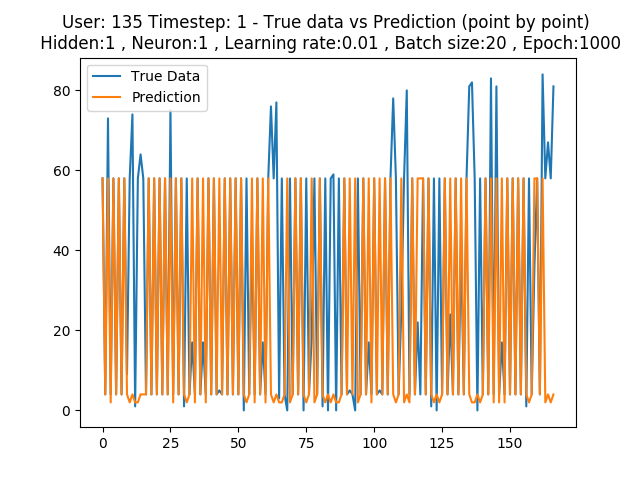 User: 135 Timestep: 1 - True data vs Prediction (point by point)
Hidden:1 , Neuron:1 , Learning rate:0.01 , Batch size:20 , Epoch:1000
True Data
Prediction
80
60
40
20
0
0 25 50 75 100 125 150